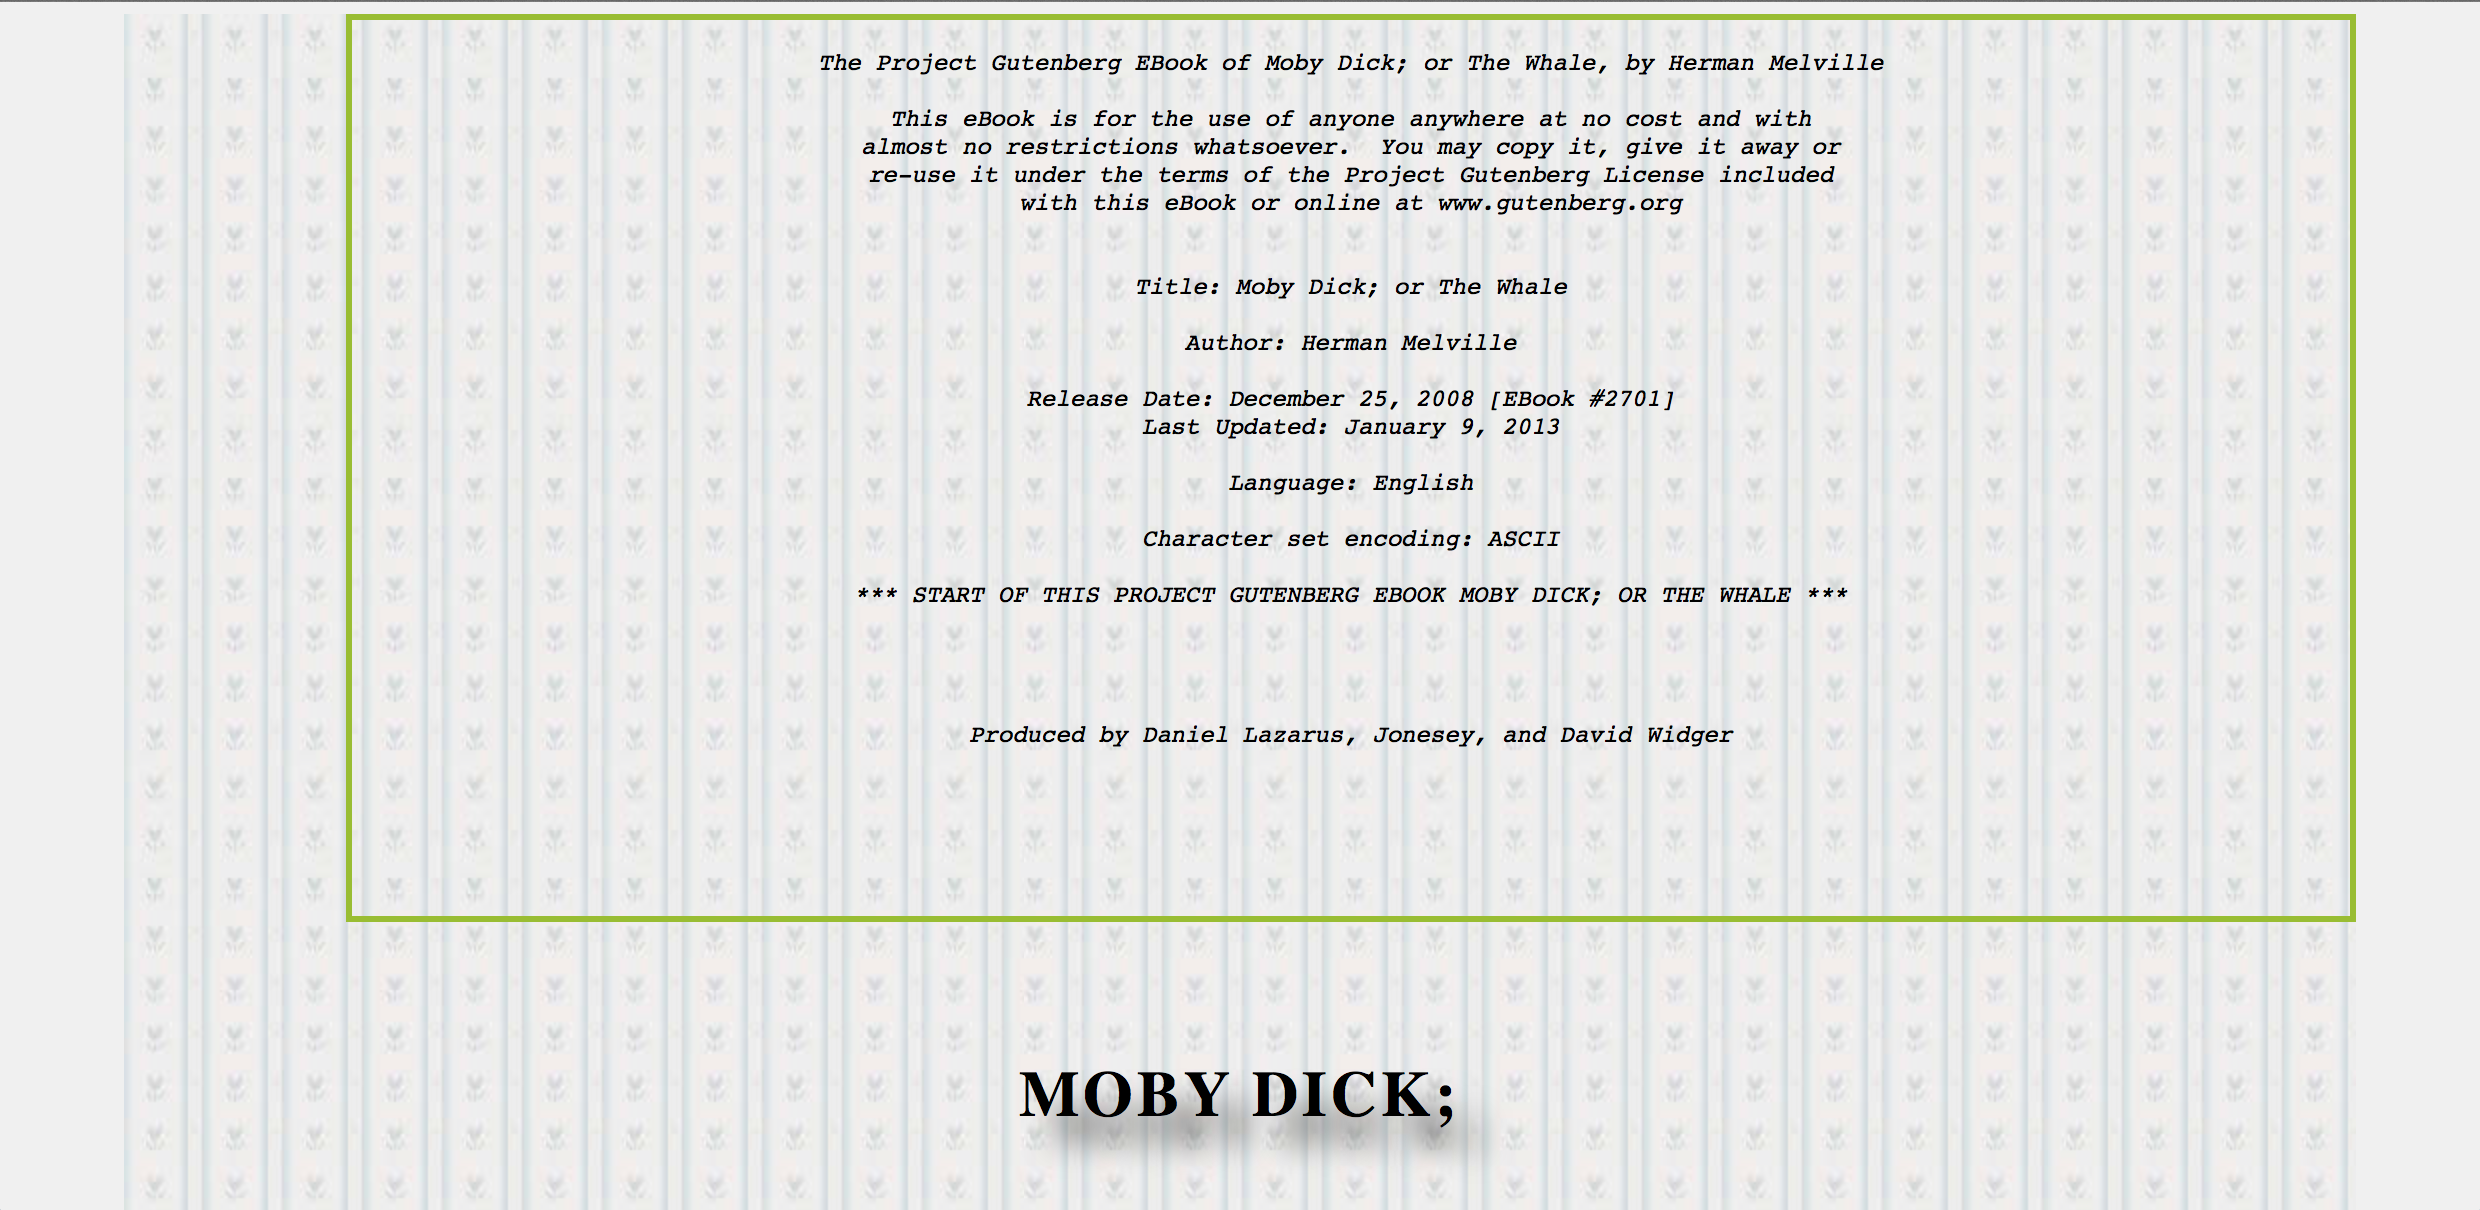 The Project Gutenberg EBook of Moby Dick; or The Whale, by Herman Melville
This eBook is for the use of anyone anywhere at no cost and with
almost no restrictions whatsoever.  You may copy it, give it away or
re-use it under the terms of the Project Gutenberg License included
with this eBook or online at www.gutenberg.org
Title: Moby Dick; or The Whale
Author: Herman Melville
Release Date: December 25, 2008 [EBook #2701]
Last Updated: January 9, 2013
Language: English
Character set encoding: ASCII
*** START OF THIS PROJECT GUTENBERG EBOOK MOBY DICK; OR THE WHALE ***
Produced by Daniel Lazarus, Jonesey, and David Widger
MOBY DICK;